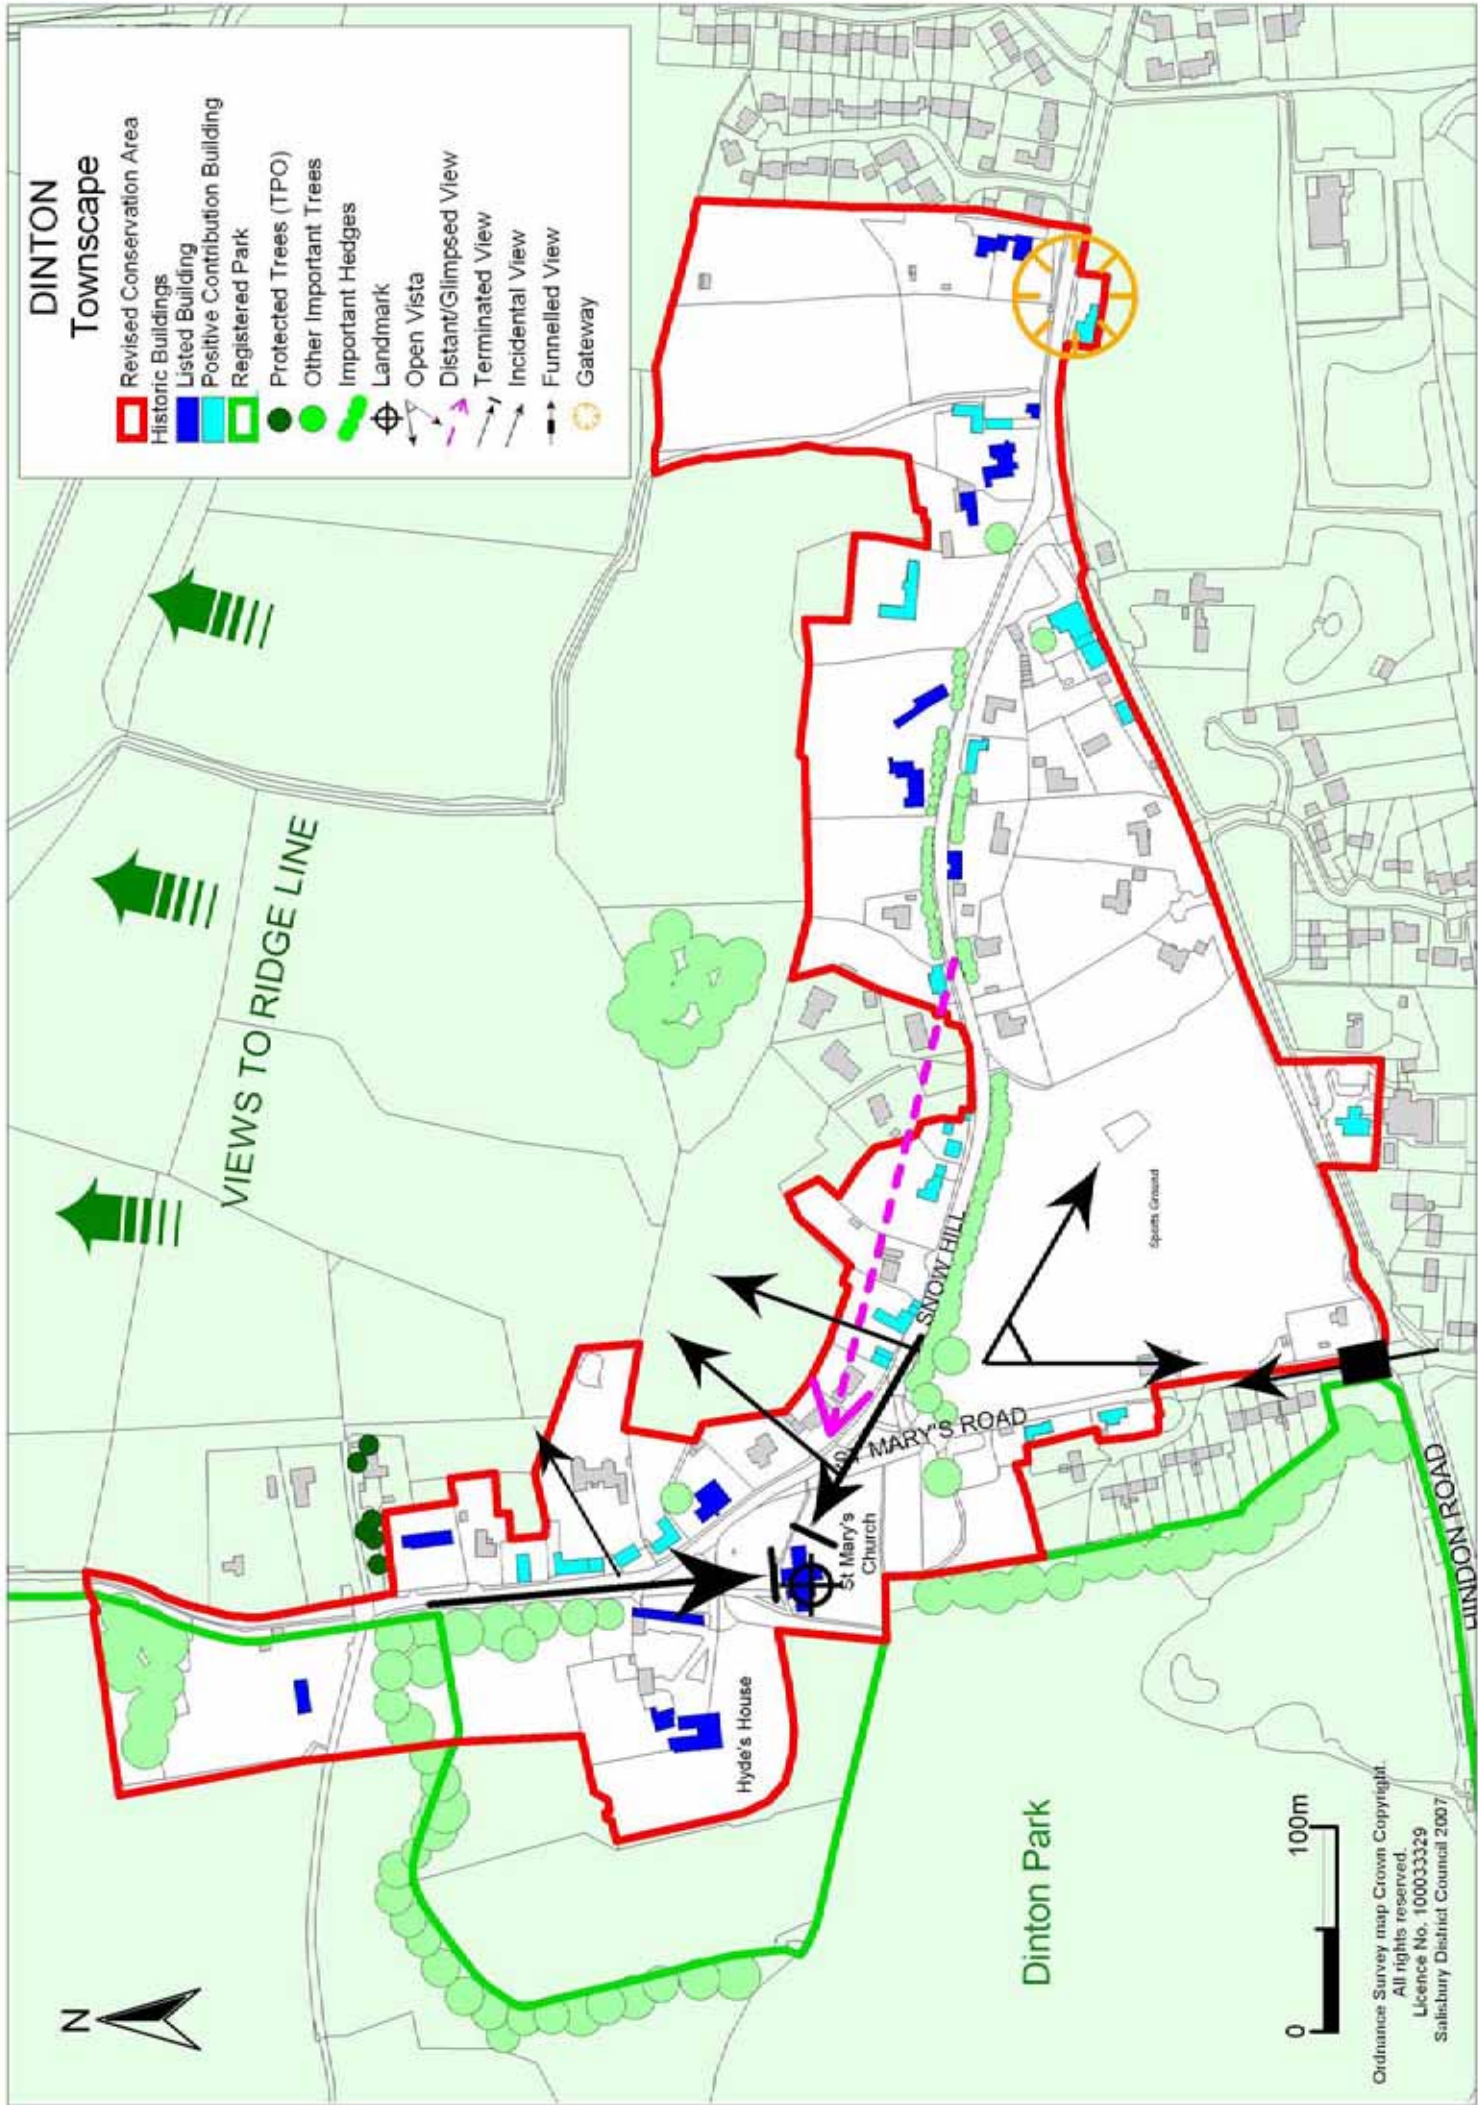 DINTON
Townscape
Revised Conservation Area
Historic Buildings
Listed Building
Positive Contribution Building
Registered Park
Protected Trees (TPO)
Other Important Trees
Important Hedges
Landmark
Open Vista
Distant/Glimpsed View
Terminated View
Incidental View
Funnelled View
Gateway
N
VIEWS TO RIDGE LINE
SNOW HILL
MARY'S ROAD
St Mary's
Church
Hyde's House
Sports Ground
HINDON ROAD
Dinton Park
0 100m
Ordnance Survey map Crown Copyright.
All rights reserved.
Licence No. 100033329
Salisbury District Council 2007